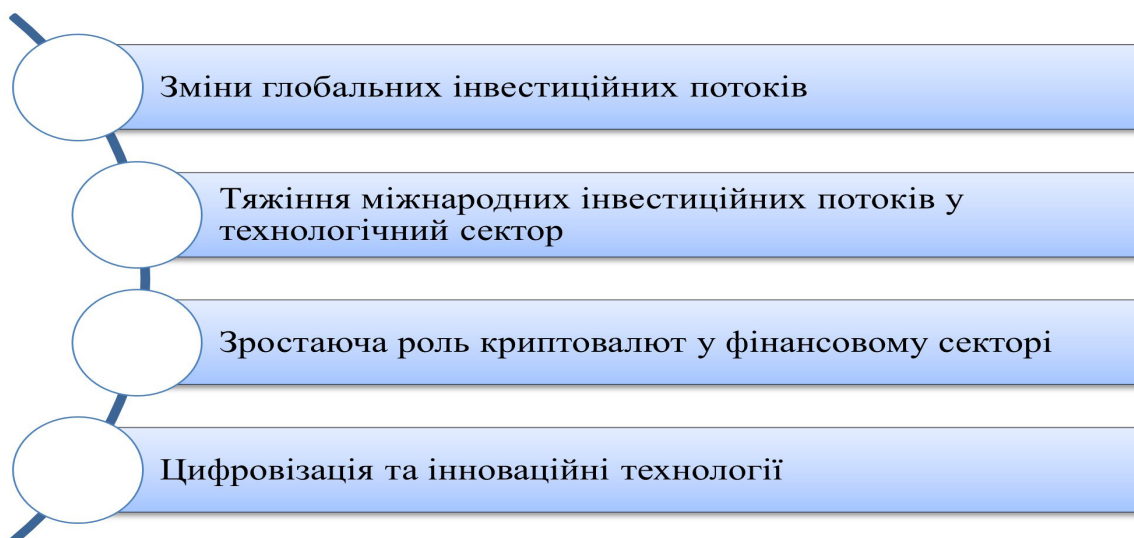 Зміни глобальних інвестиційних потоків
Тяжіння міжнародних інвестиційних потоків у
технологічний сектор
Зростаюча роль криптовалют у фінансовому секторі
Цифровізація та інноваційні технології